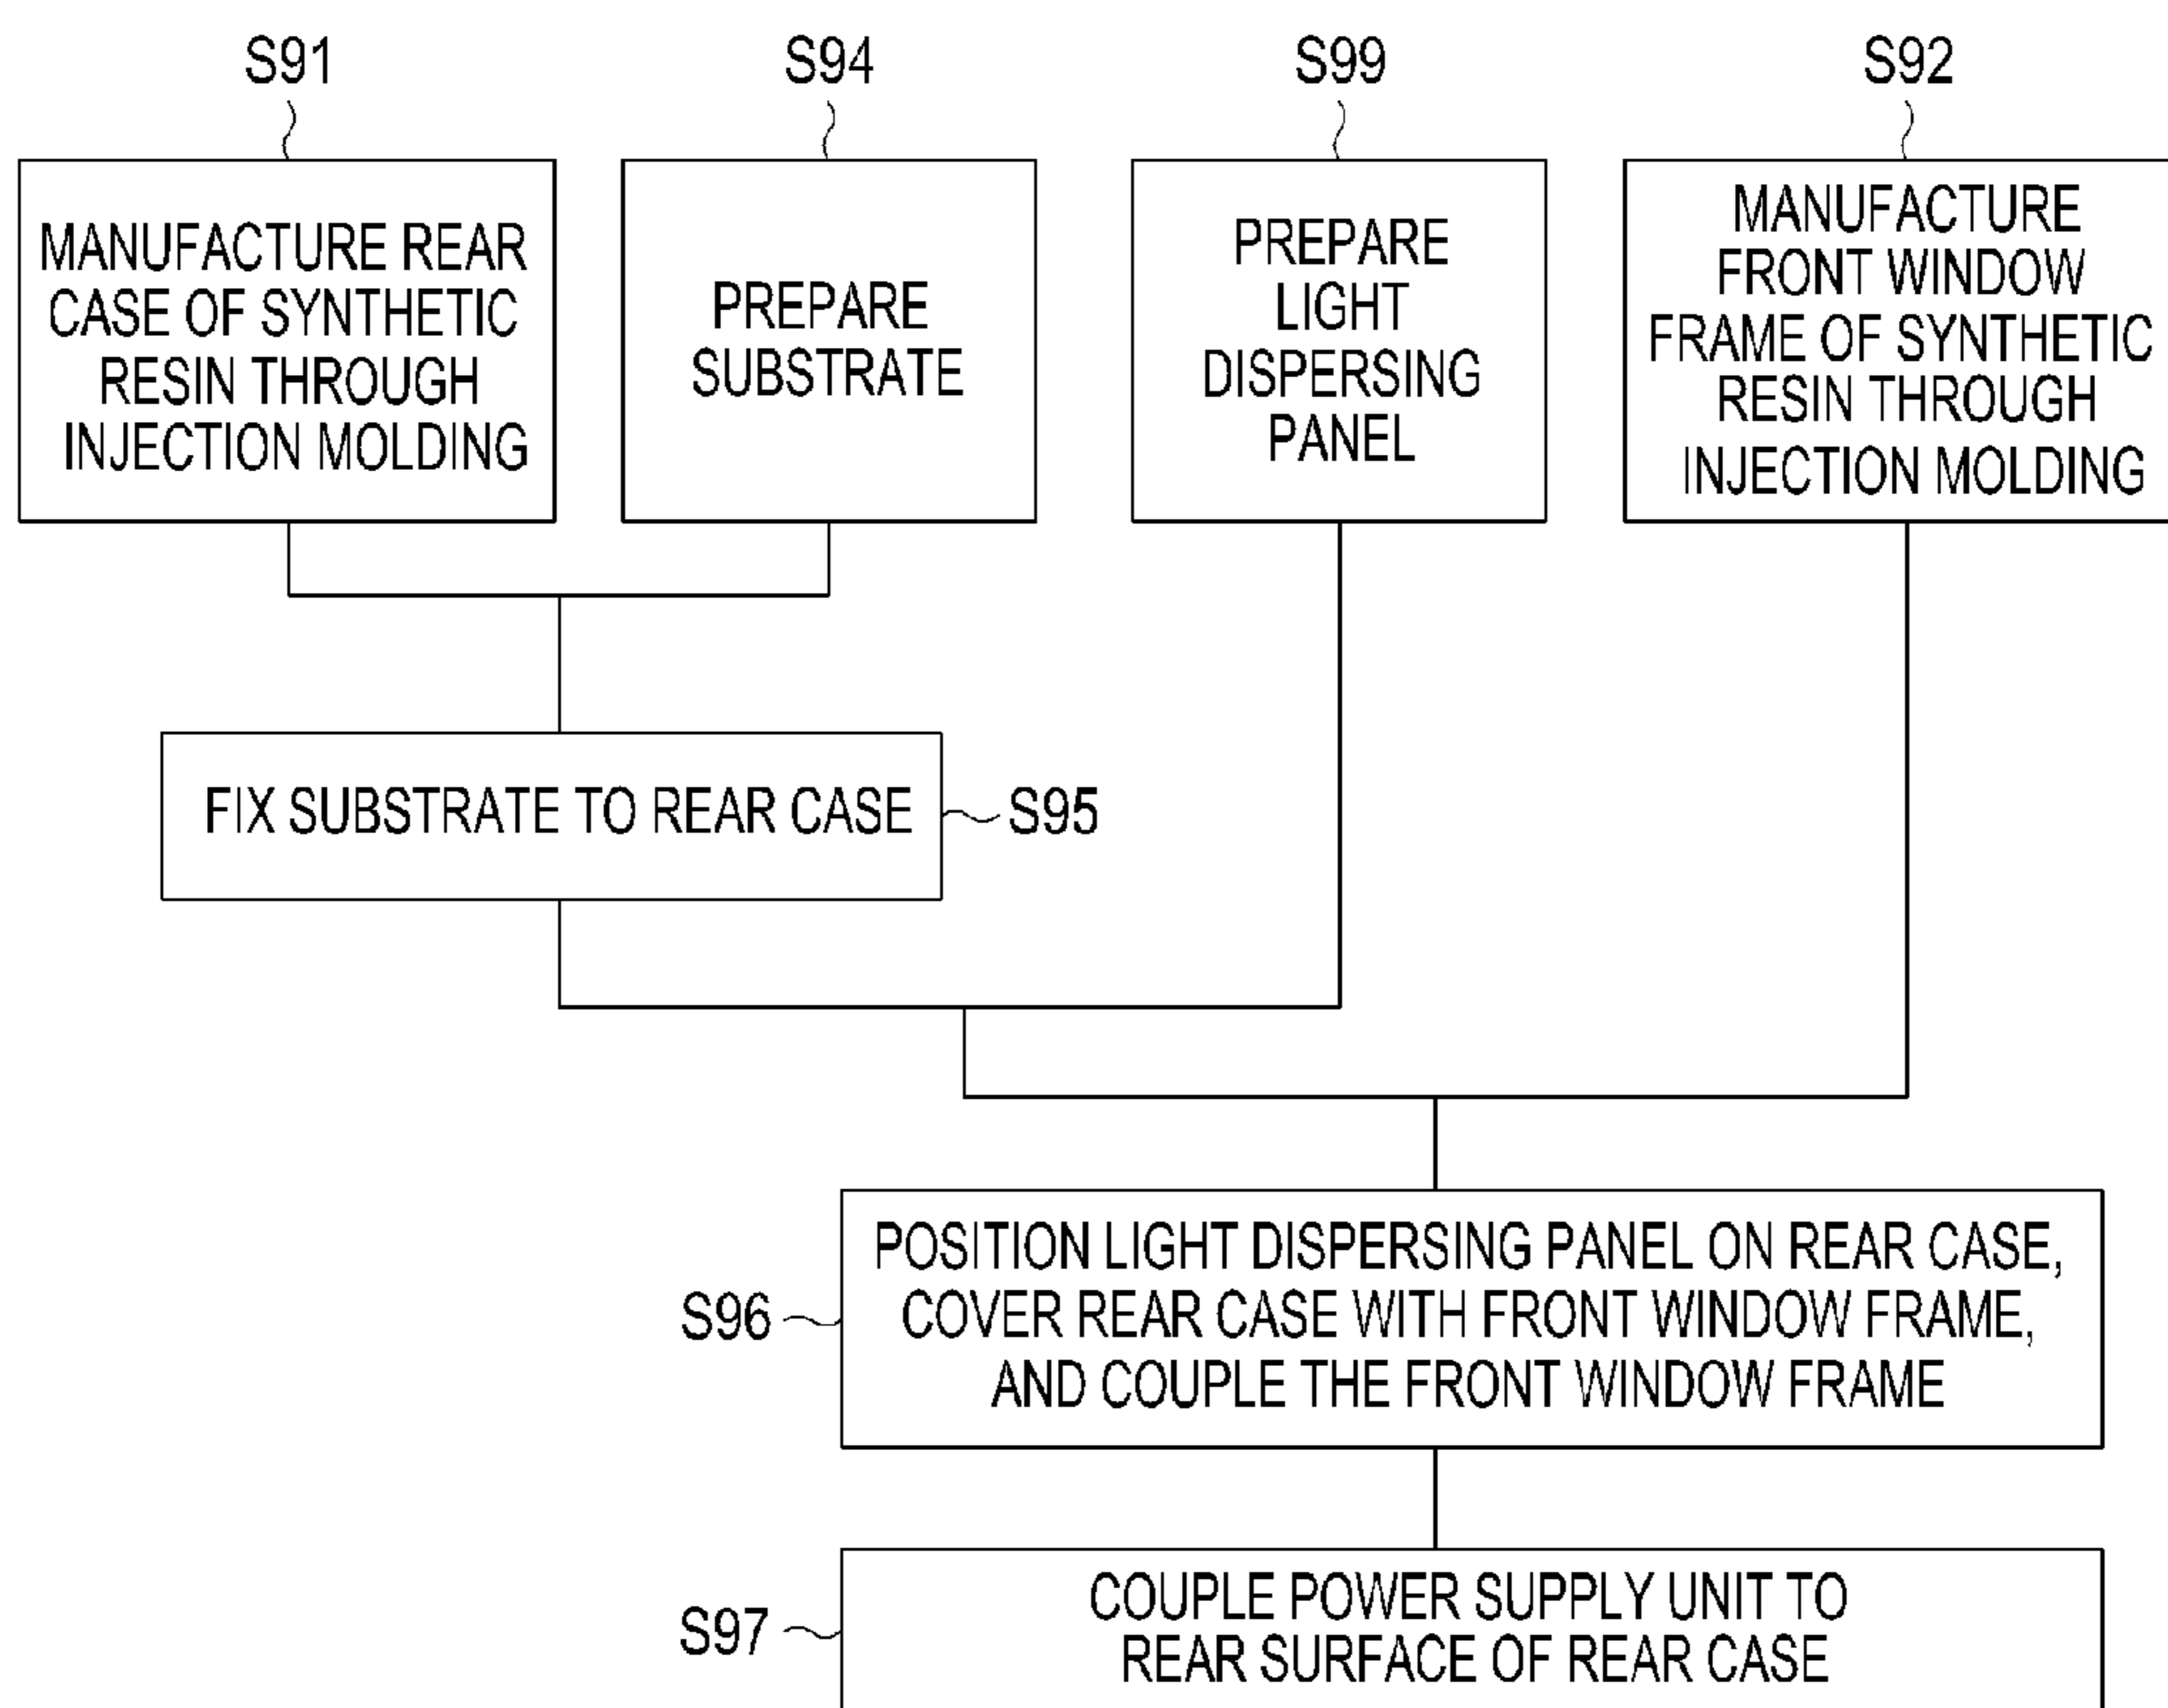 S91
S94
S99
S92
MANUFACTURE REAR
CASE OF SYNTHETIC
RESIN THROUGH
INJECTION MOLDING
PREPARE
SUBSTRATE
PREPARE
LIGHT
DISPERSING
PANEL
MANUFACTURE
FRONT WINDOW
FRAME OF SYNTHETIC
RESIN THROUGH
INJECTION MOLDING
FIX SUBSTRATE TO REAR CASE
S95
S96
POSITION LIGHT DISPERSING PANEL ON REAR CASE,
COVER REAR CASE WITH FRONT WINDOW FRAME,
AND COUPLE THE FRONT WINDOW FRAME
S97
COUPLE POWER SUPPLY UNIT TO
REAR SURFACE OF REAR CASE